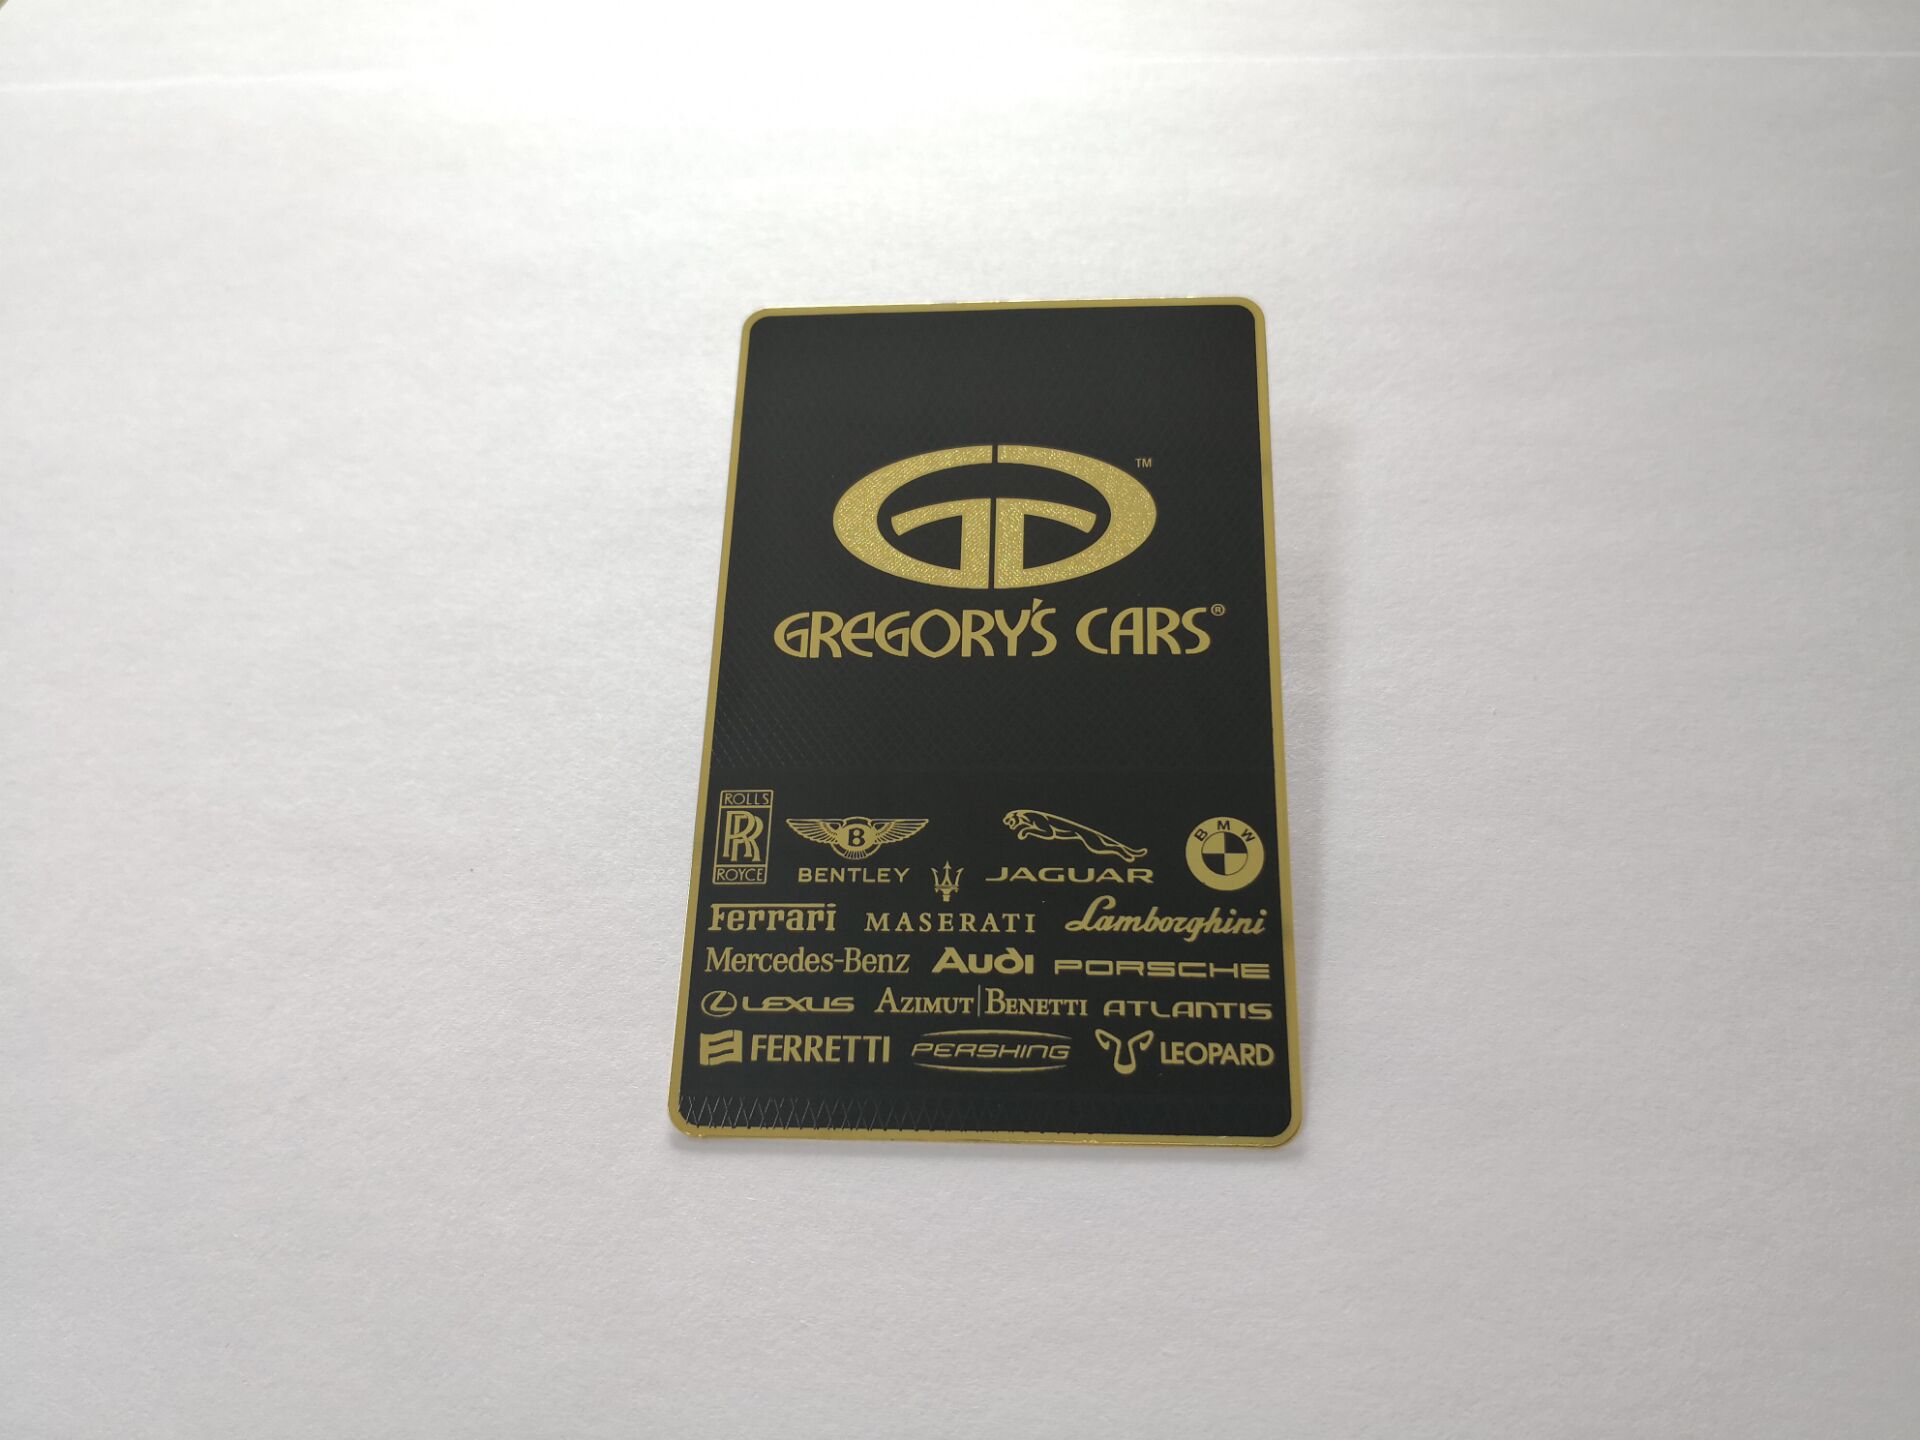 TM
GREGORY'S CARS®
ROLLS
RR
ROYCE
B
BENTLEY
JAGUAR
BMW
Ferrari MASERATI Lamborghini
Mercedes-Benz Audi PORSCHE
L LEXUS AZIMUT|BENETTI ATLANTIS
FERRETTI PERSHING LEOPARD